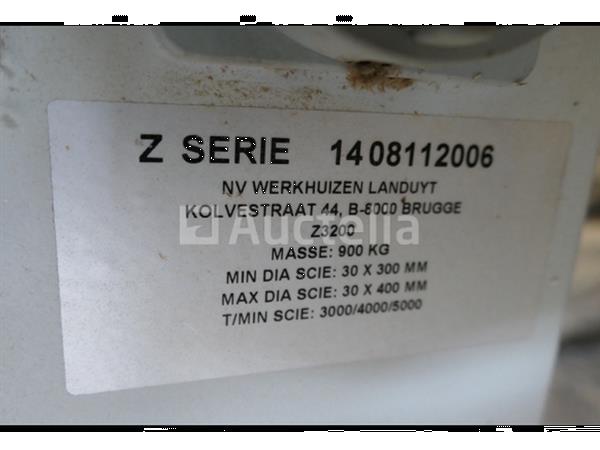 Z SERIE 1408112006
NV WERKHUIZEN LANDUYT
KOLVESTRAAT 44, B-8000 BRUGGE
Z3200
Auctelia
MASSE: 900 KG
MIN DIA SCIE: 30 X 300 MM
MAX DIA SCIE: 30 X 400 MM
T/MIN SCIE: 3000/4000/5000